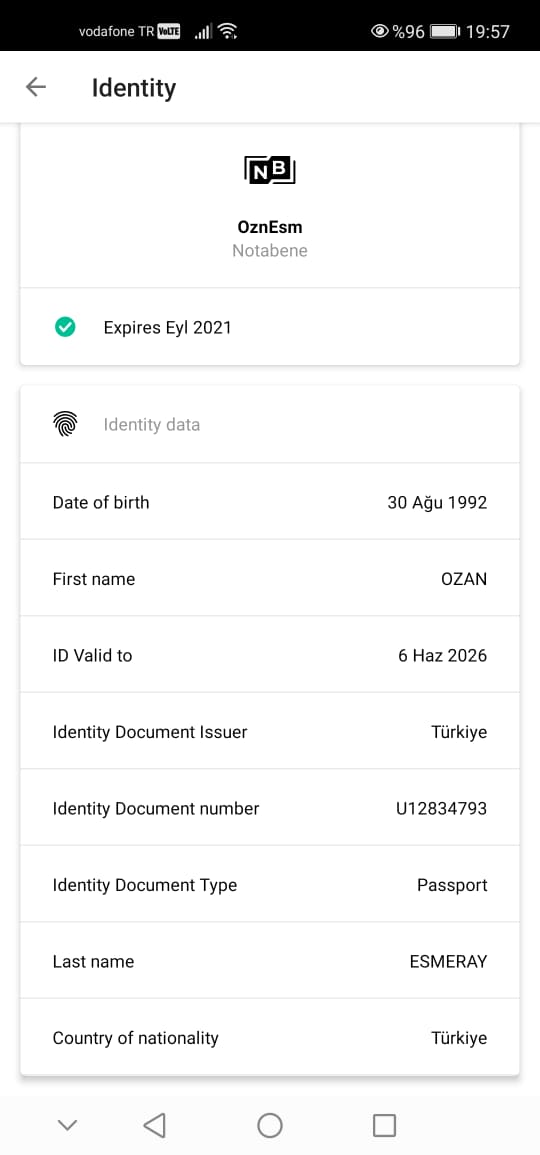 vodafone TR VoLTE %96 19:57
Identity
NB
OznEsm
Notabene
Expires Eyl 2021
Identity data
Date of birth 30 Ağu 1992
First name OZAN
ID Valid to 6 Haz 2026
Identity Document Issuer Türkiye
Identity Document number U12834793
Identity Document Type Passport
Last name ESMERAY
Country of nationality Türkiye